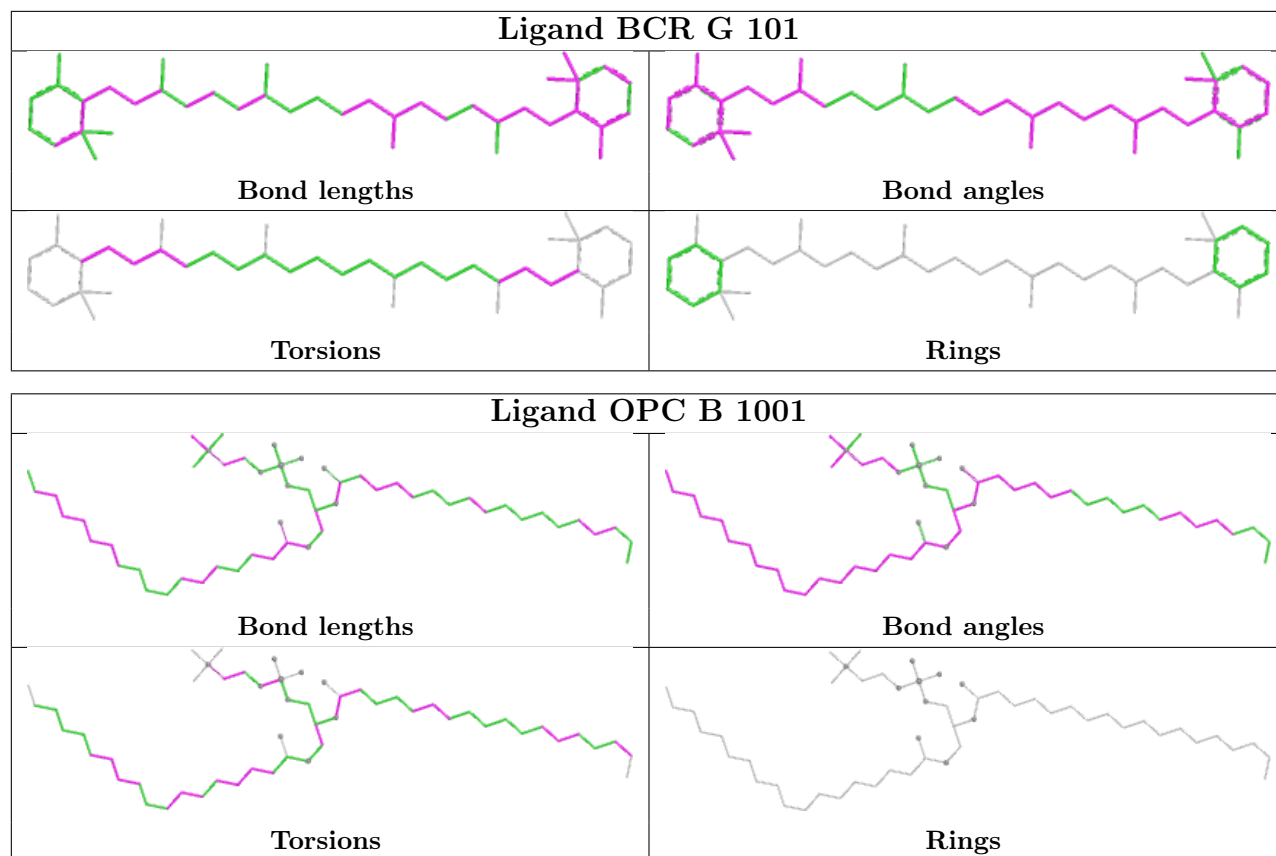 Ligand BCR G 101
Bond lengths
Bond angles
Torsions
Rings
Ligand OPC B 1001
Bond lengths
Bond angles
Torsions
Rings